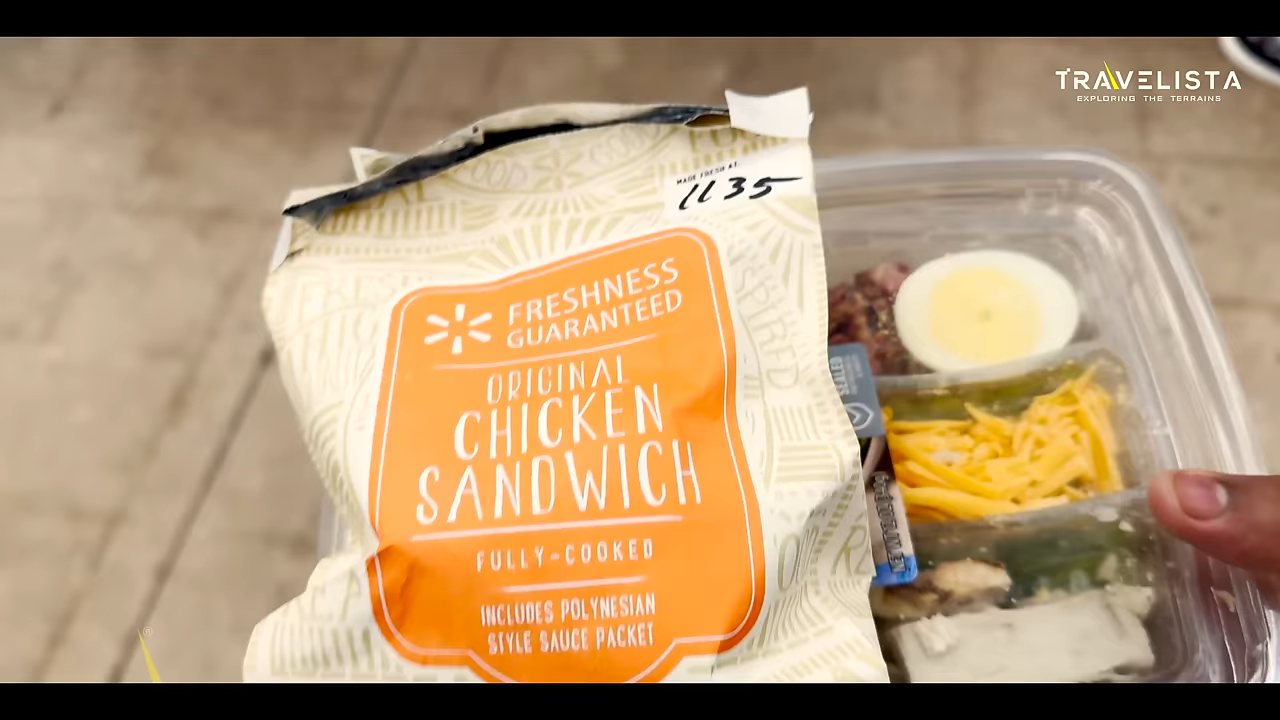 TRAVELISTA
EXPLORING THE TERRAINS
MADE FRESH AT:
1135
FRESHNESS
GUARANTEED
ORIGINAL
CHICKEN
SANDWICH
FULLY-COOKED
INCLUDES POLYNESIAN
STYLE SAUCE PACKET
SEALED
®